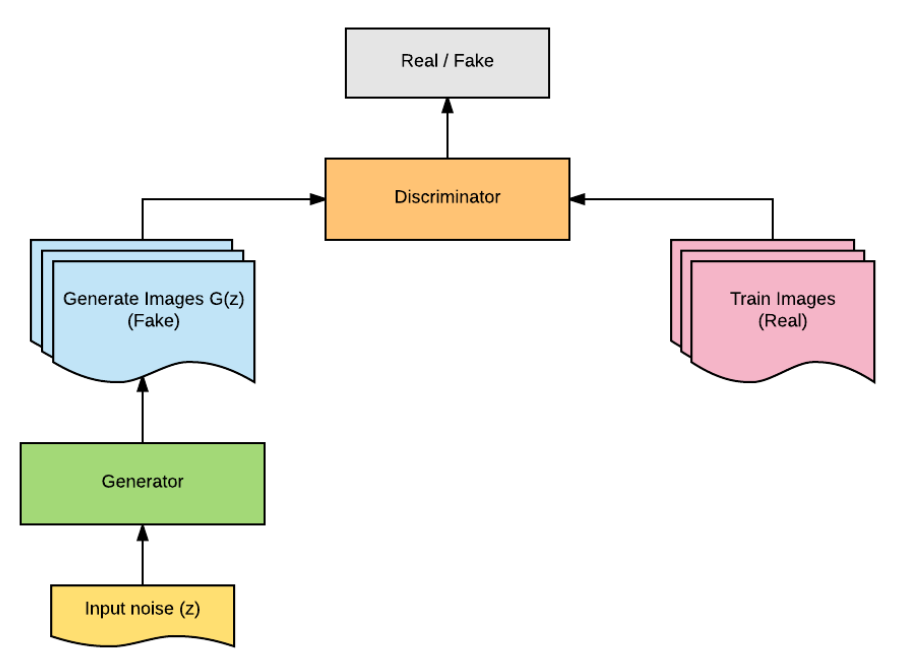 Real / Fake
Discriminator
Generate Images G(z)
(Fake)
Train Images
(Real)
Generator
Input noise (z)